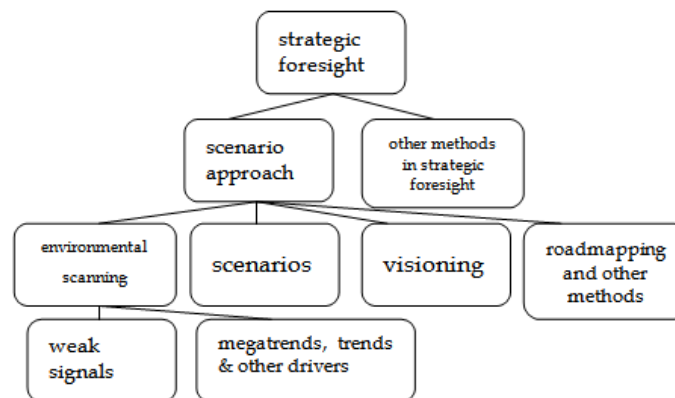 strategic
foresight
scenario
approach
other methods
in strategic
foresight
environmental
scanning
scenarios
visioning
roadmapping
and other
methods
weak
signals
megatrends, trends
& other drivers